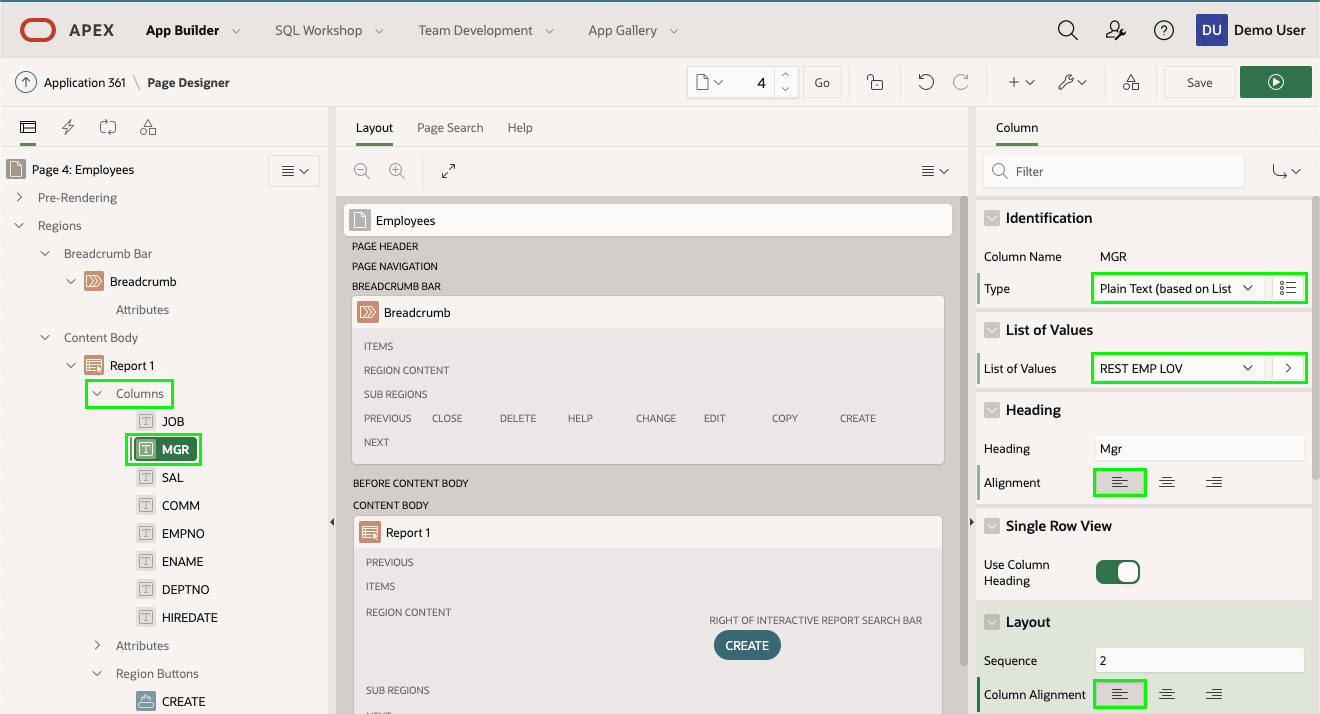 APEX App Builder SQL Workshop Team Development App Gallery DU Demo User
Application 361 \ Page Designer 4 Go Save
Page 4: Employees
Pre-Rendering
Regions
Breadcrumb Bar
Breadcrumb
Attributes
Content Body
Report 1
Columns
JOB
MGR
SAL
COMM
EMPNO
ENAME
DEPTNO
HIREDATE
Attributes
Region Buttons
CREATE
Layout Page Search Help
Employees
PAGE HEADER
PAGE NAVIGATION
BREADCRUMB BAR
Breadcrumb
ITEMS
REGION CONTENT
SUB REGIONS
PREVIOUS CLOSE DELETE HELP CHANGE EDIT COPY CREATE
NEXT
BEFORE CONTENT BODY
CONTENT BODY
Report 1
PREVIOUS
ITEMS
REGION CONTENT
RIGHT OF INTERACTIVE REPORT SEARCH BAR
CREATE
SUB REGIONS
NEXT
Column
Filter
Identification
Column Name MGR
Type Plain Text (based on List
List of Values
List of Values REST EMP LOV
Heading
Heading Mgr
Alignment
Single Row View
Use Column
Heading
Layout
Sequence 2
Column Alignment